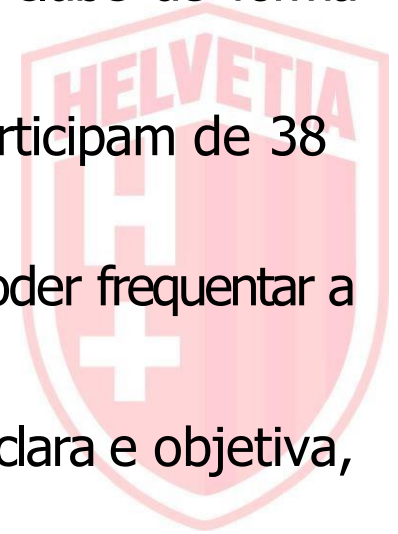 HELVETIA
rticipam de 38
H
oder frequentar a
clara e objetiva,